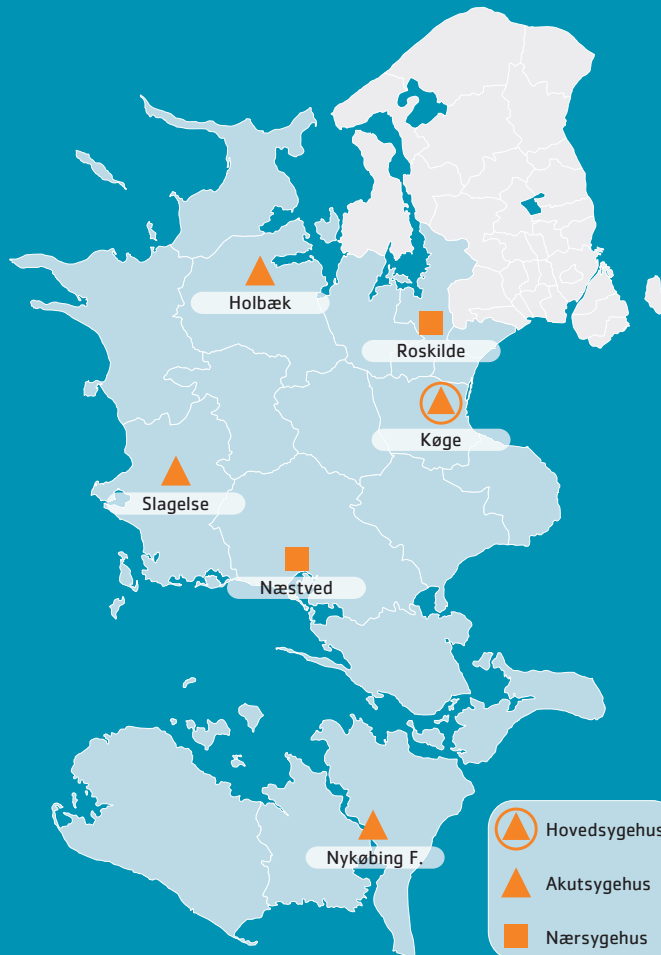 Holbæk
Roskilde
Køge
Slagelse
Næstved
Nykøbing F.
Hovedsygehus
Akutsygehus
Nærsygehus